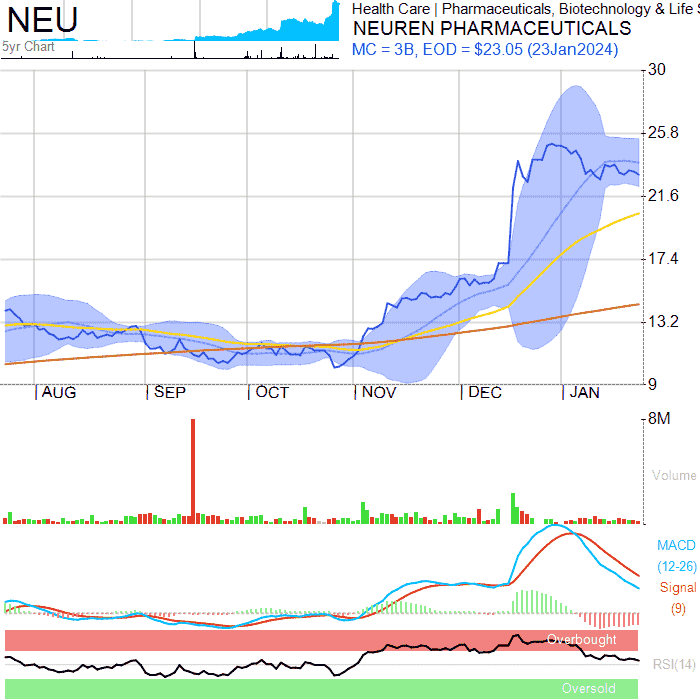 NEU
5yr Chart
Health Care | Pharmaceuticals, Biotechnology & Life S
NEUREN PHARMACEUTICALS
MC = 3B, EOD = $23.05 (23Jan2024)
30
25.8
21.6
17.4
13.2
9
AUG SEP OCT NOV DEC JAN
8M
Volume
MACD
(12-26)
Signal
(9)
Overbought
RSI(14)
Oversold